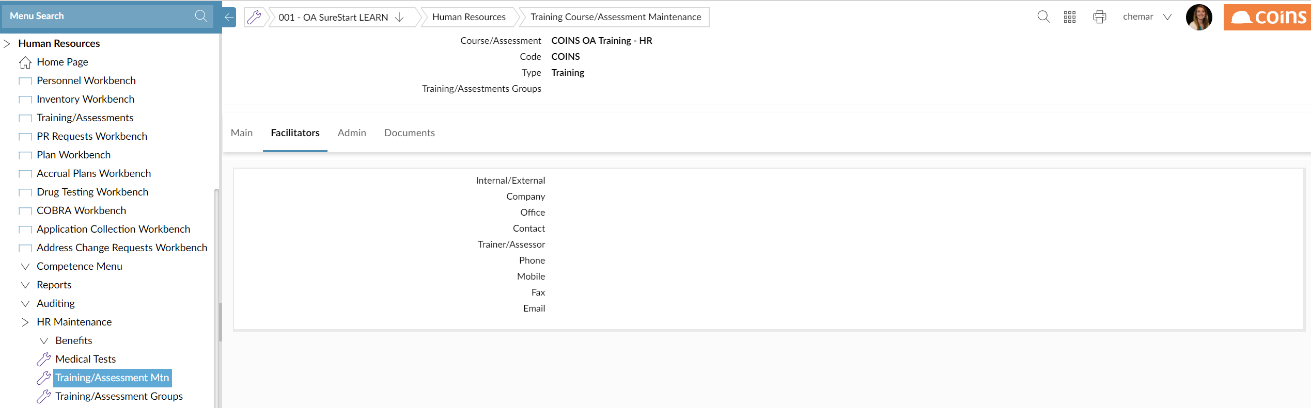 Menu Search
001 - OA SureStart LEARN
Human Resources
Training Course/Assessment Maintenance
chemar
COINS
Human Resources
Home Page
Personnel Workbench
Inventory Workbench
Training/Assessments
PR Requests Workbench
Plan Workbench
Accrual Plans Workbench
Drug Testing Workbench
COBRA Workbench
Application Collection Workbench
Address Change Requests Workbench
Competence Menu
Reports
Auditing
HR Maintenance
Benefits
Medical Tests
Training/Assessment Mtn
Training/Assessment Groups
Course/Assessment COINS OA Training - HR
Code COINS
Type Training
Training/Assestments Groups
Main Facilitators Admin Documents
Internal/External
Company
Office
Contact
Trainer/Assessor
Phone
Mobile
Fax
Email